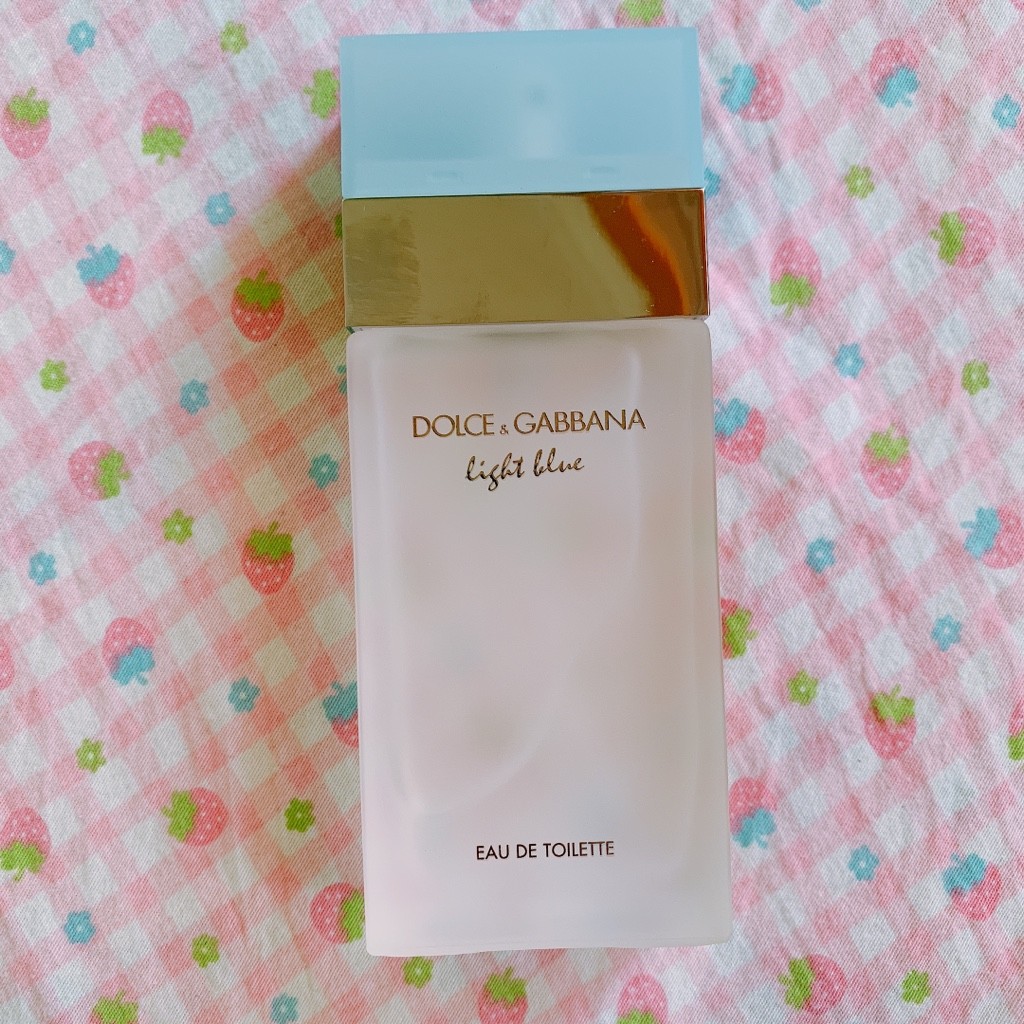 DOLCE & GABBANA
light blue
EAU DE TOILETTE